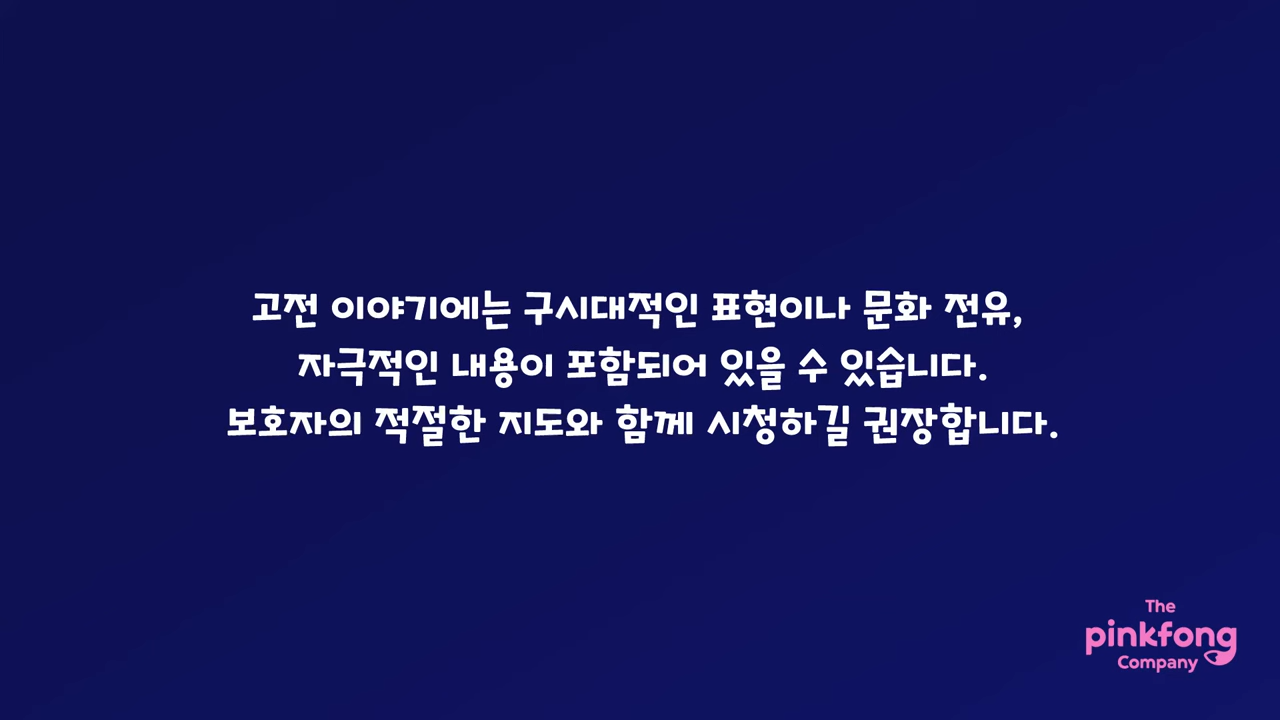 고전 이야기에는 구시대적인 표현이나 문화 전유,
자극적인 내용이 포함되어 있을 수 있습니다.
보호자의 적절한 지도와 함께 시청하길 권장합니다.
The
pinkfong
Company